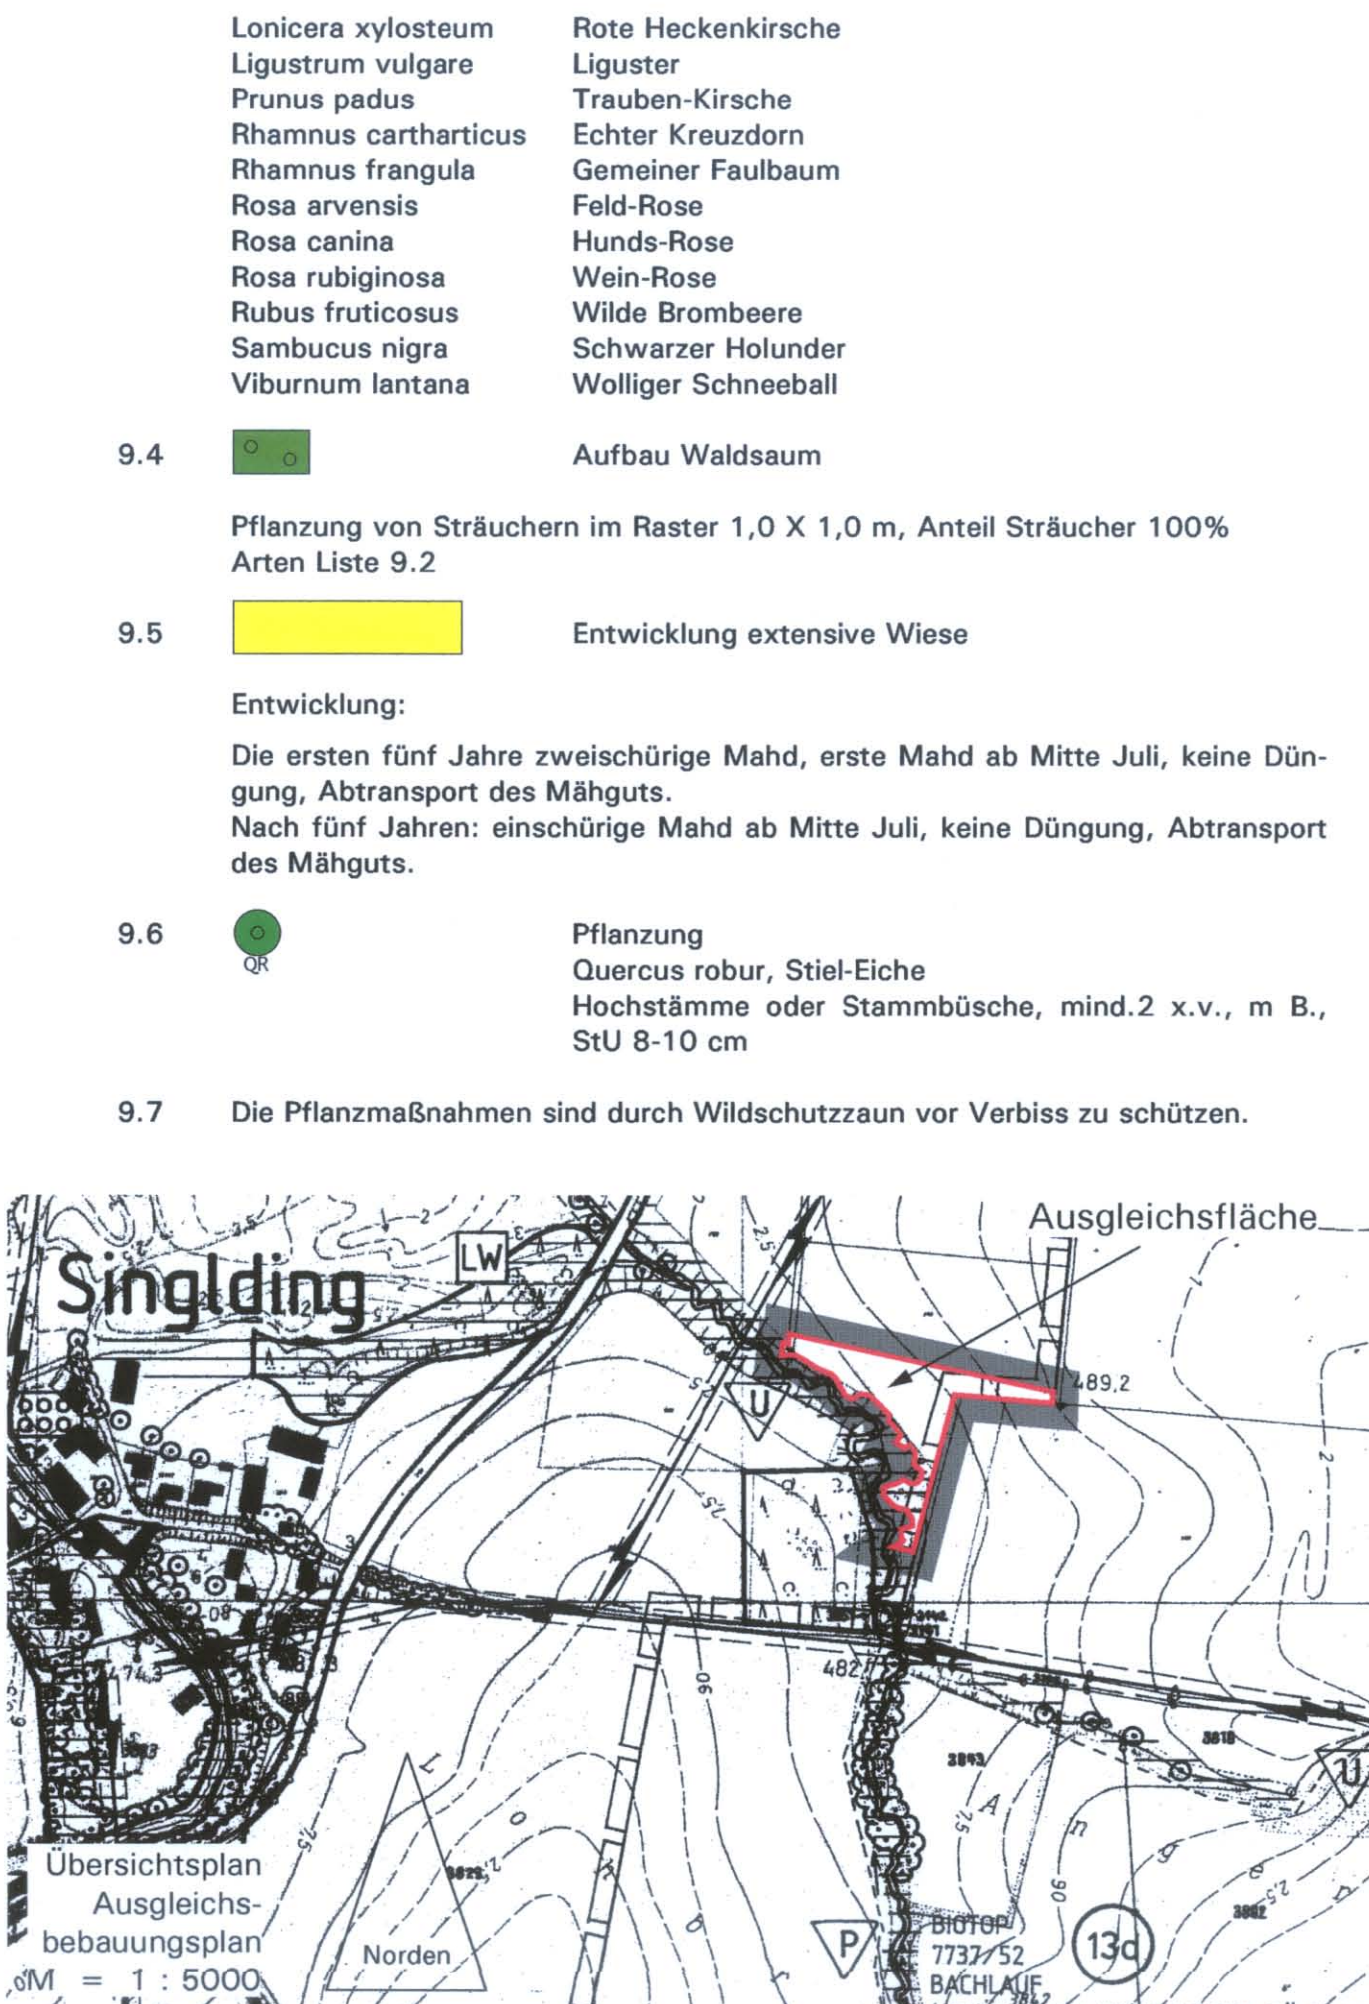 Lonicera xylosteum Rote Heckenkirsche
Ligustrum vulgare Liguster
Prunus padus Trauben-Kirsche
Rhamnus cartharticus Echter Kreuzdorn
Rhamnus frangula Gemeiner Faulbaum
Rosa arvensis Feld-Rose
Rosa canina Hunds-Rose
Rosa rubiginosa Wein-Rose
Rubus fruticosus Wilde Brombeere
Sambucus nigra Schwarzer Holunder
Viburnum lantana Wolliger Schneeball
9.4 Aufbau Waldsaum
Pflanzung von Sträuchern im Raster 1,0 X 1,0 m, Anteil Sträucher 100%
Arten Liste 9.2
9.5 Entwicklung extensive Wiese
Entwicklung:
Die ersten fünf Jahre zweischürige Mahd, erste Mahd ab Mitte Juli, keine Dün-
gung, Abtransport des Mähguts.
Nach fünf Jahren: einschürige Mahd ab Mitte Juli, keine Düngung, Abtransport
des Mähguts.
9.6 Pflanzung
QR
Quercus robur, Stiel-Eiche
Hochstämme oder Stammbüsche, mind.2 x.v., m B.,
StU 8-10 cm
9.7 Die Pflanzmaßnahmen sind durch Wildschutzzaun vor Verbiss zu schützen.
Ausgleichsfläche
LW
Singlding
489,2
U
482
3843
3818
U
Übersichtsplan
Ausgleichs-
bebauungsplan
M = 1 : 5000
Norden
P
BIOTOP
7737/52
BACHLAUF
13d